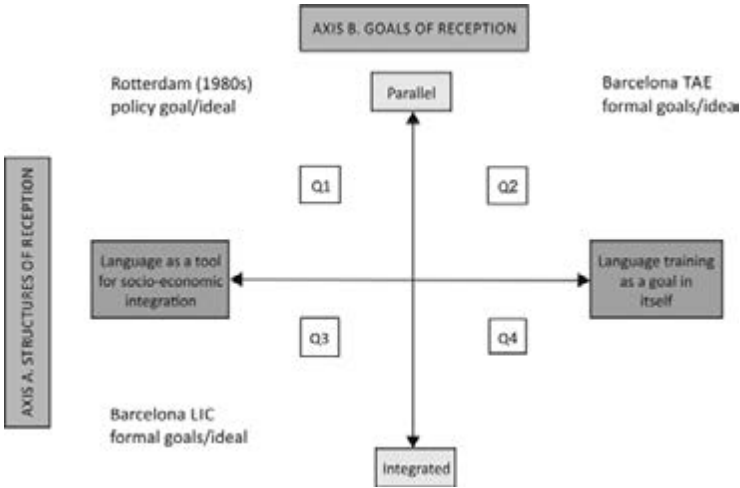 AXIS B. GOALS OF RECEPTION
Rotterdam (1980s)
policy goal/ideal
Parallel
Barcelona TAE
formal goals/idea
AXIS A. STRUCTURES OF RECEPTION
Q1
Q2
Language as a tool
for socio-economic
integration
Language training
as a goal in
itself
Q3
Q4
Barcelona LIC
formal goals/ideal
Integrated